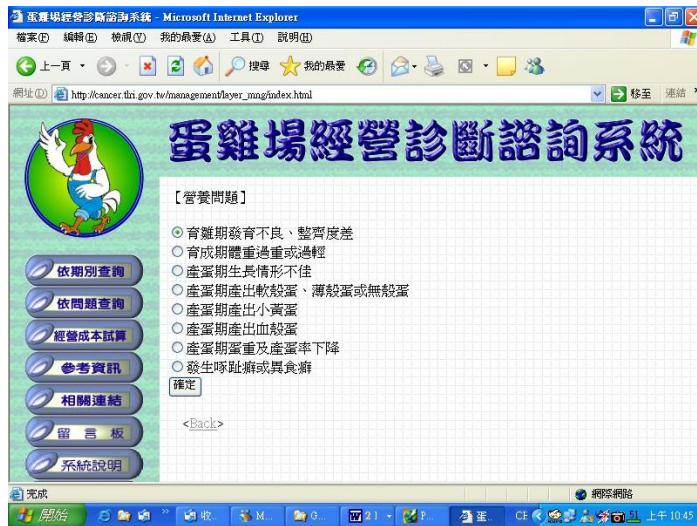 蛋雞場經營診斷諮詢系統 - Microsoft Internet Explorer
檔案(F) 編輯(E) 檢視(V) 我的最愛(A) 工具(T) 說明(H)
上一頁 搜尋 我的最愛
網址(D) http://cancer.tlri.gov.tw/management/layer_mng/index.html 移至 連結 »
蛋雞場經營診斷諮詢系統
【營養問題】
育雛期發育不良、整齊度差
育成期體重過重或過輕
產蛋期生長情形不佳
產蛋期產出軟殼蛋、薄殼蛋或無殼蛋
產蛋期產出小黃蛋
產蛋期產出血殼蛋
產蛋期蛋重及產蛋率下降
發生啄趾癖或異食癖
確定
<Back>
依期別查詢
依問題查詢
經營成本試算
參考資訊
相關連結
留言板
系統說明
完成 網際網路
開始 收... M... G... 21 P... 蛋... CE 上午 10:45